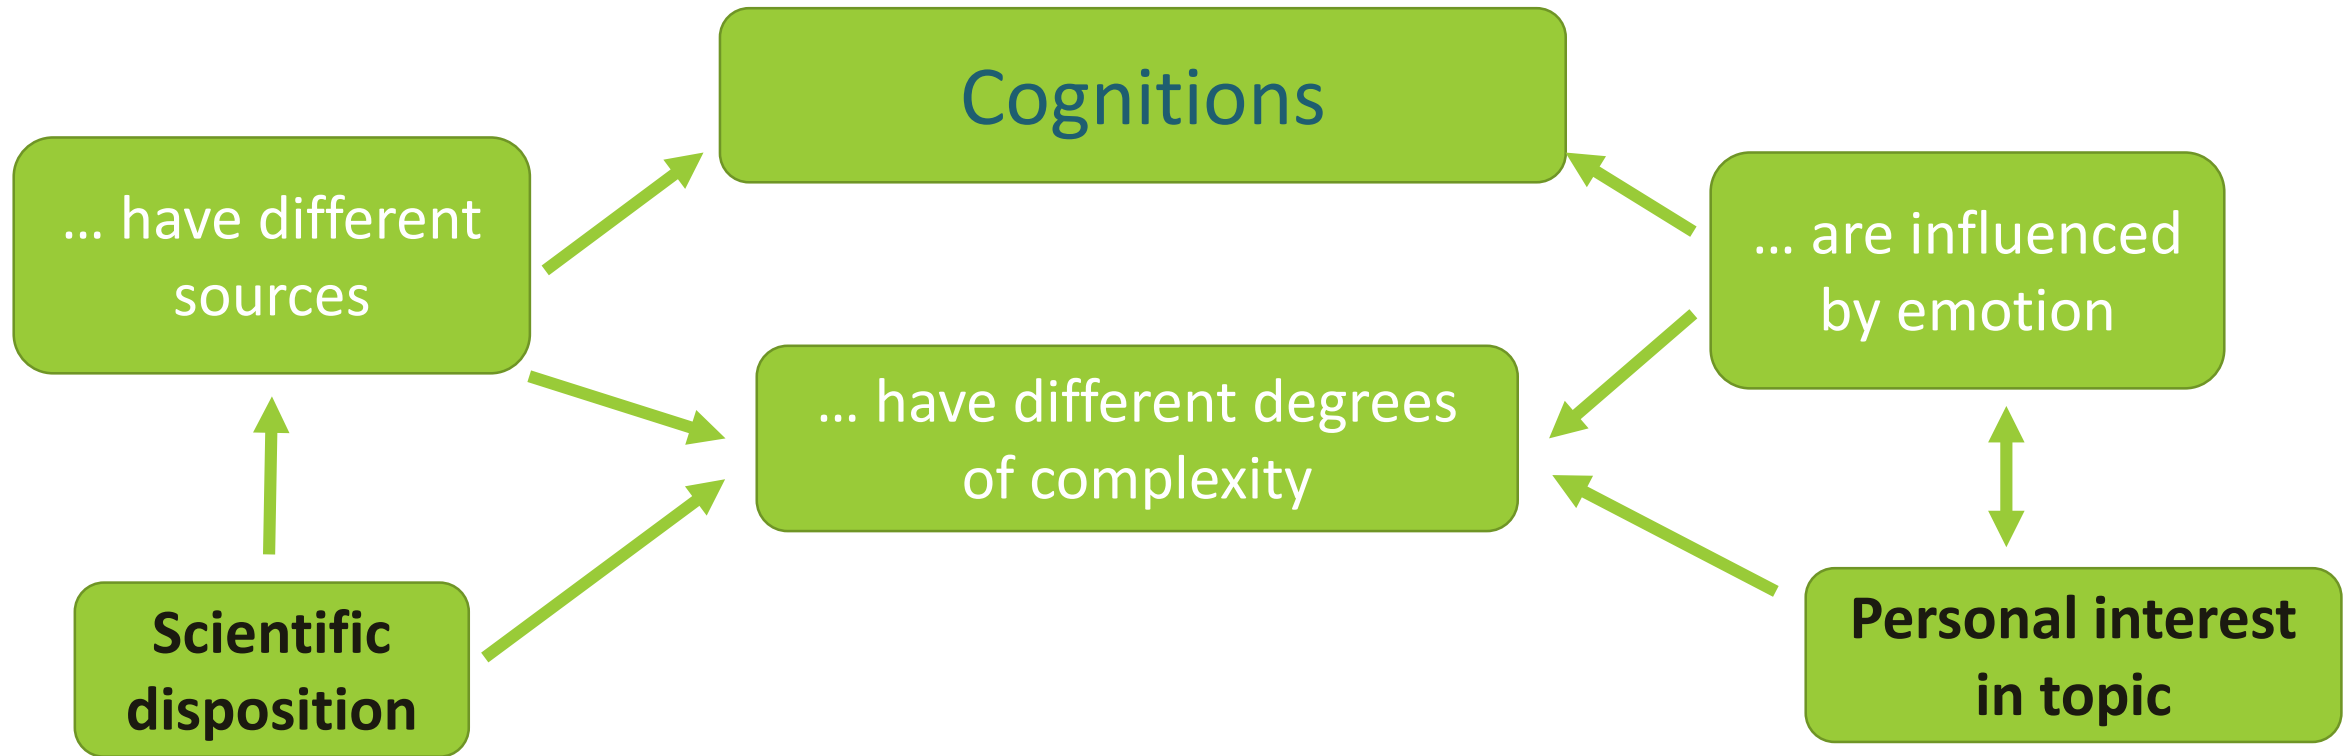 Cognitions
… have different
sources
… are influenced
by emotion
… have different degrees
of complexity
Scientific
disposition
Personal interest
in topic